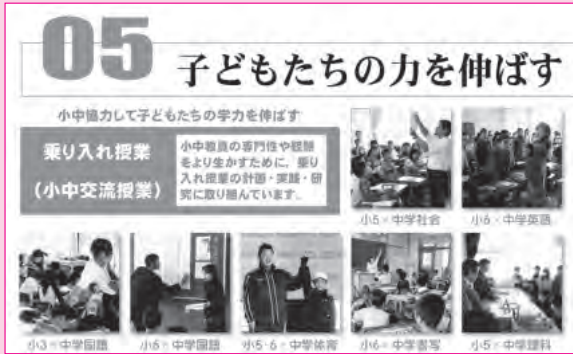 05
子どもたちの力を伸ばす
小中協力して子どもたちの学力を伸ばす
乗り入れ授業
(小中交流授業)
小中教員の専門性や経験
をより生かすために、乗り
入れ授業の計画・実践・研
究に取り組んでいます。
小5×中学社会
小6×中学英語
小3×中学国語
小6×中学国語
小5・6×中学体育
小6×中学書写
小5×中学理科